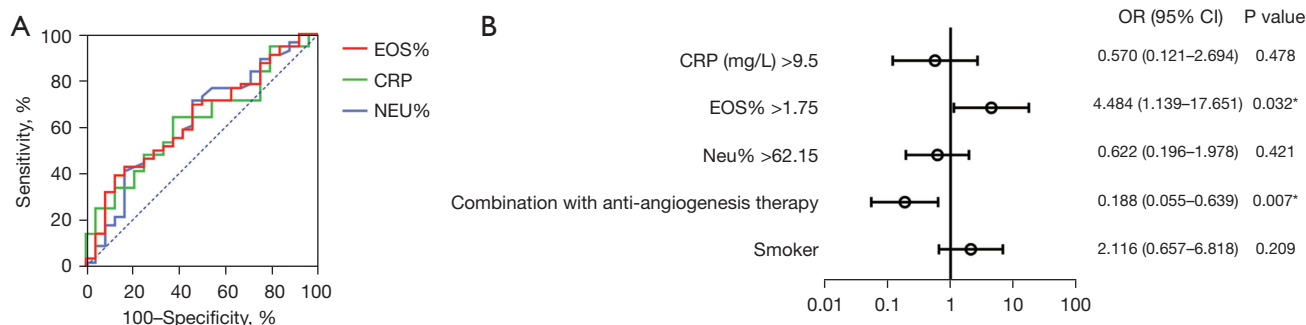 A
100
80
60
40
20
0
Sensitivity, %
0 20 40 60 80 100
100–Specificity, %
EOS%
CRP
NEU%
B
OR (95% CI) P value
CRP (mg/L) >9.5 0.570 (0.121–2.694) 0.478
EOS% >1.75 4.484 (1.139–17.651) 0.032*
Neu% >62.15 0.622 (0.196–1.978) 0.421
Combination with anti-angiogenesis therapy 0.188 (0.055–0.639) 0.007*
Smoker 2.116 (0.657–6.818) 0.209
0.01 0.1 1 10 100